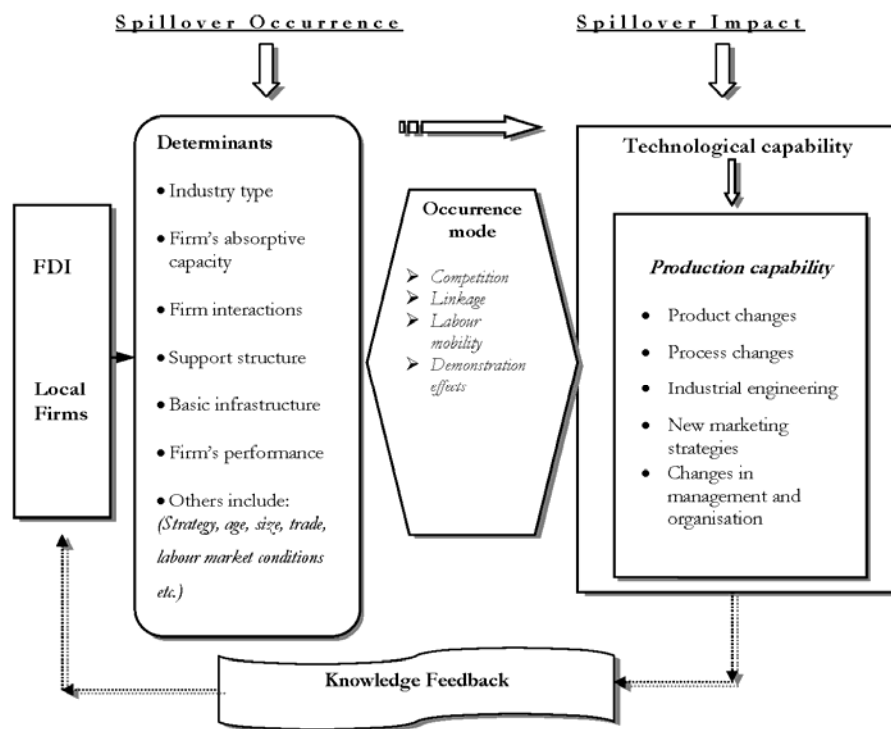 Spillover Occurrence
Spillover Impact
FDI
Local
Firms
Determinants
• Industry type
• Firm's absorptive
capacity
• Firm interactions
• Support structure
• Basic infrastructure
• Firm's performance
• Others include:
(Strategy, age, size, trade,
labour market conditions
etc.)
Occurrence
mode
➢ Competition
➢ Linkage
➢ Labour
mobility
➢ Demonstration
effects
Technological capability
Production capability
• Product changes
• Process changes
• Industrial engineering
• New marketing
strategies
• Changes in
management and
organisation
Knowledge Feedback